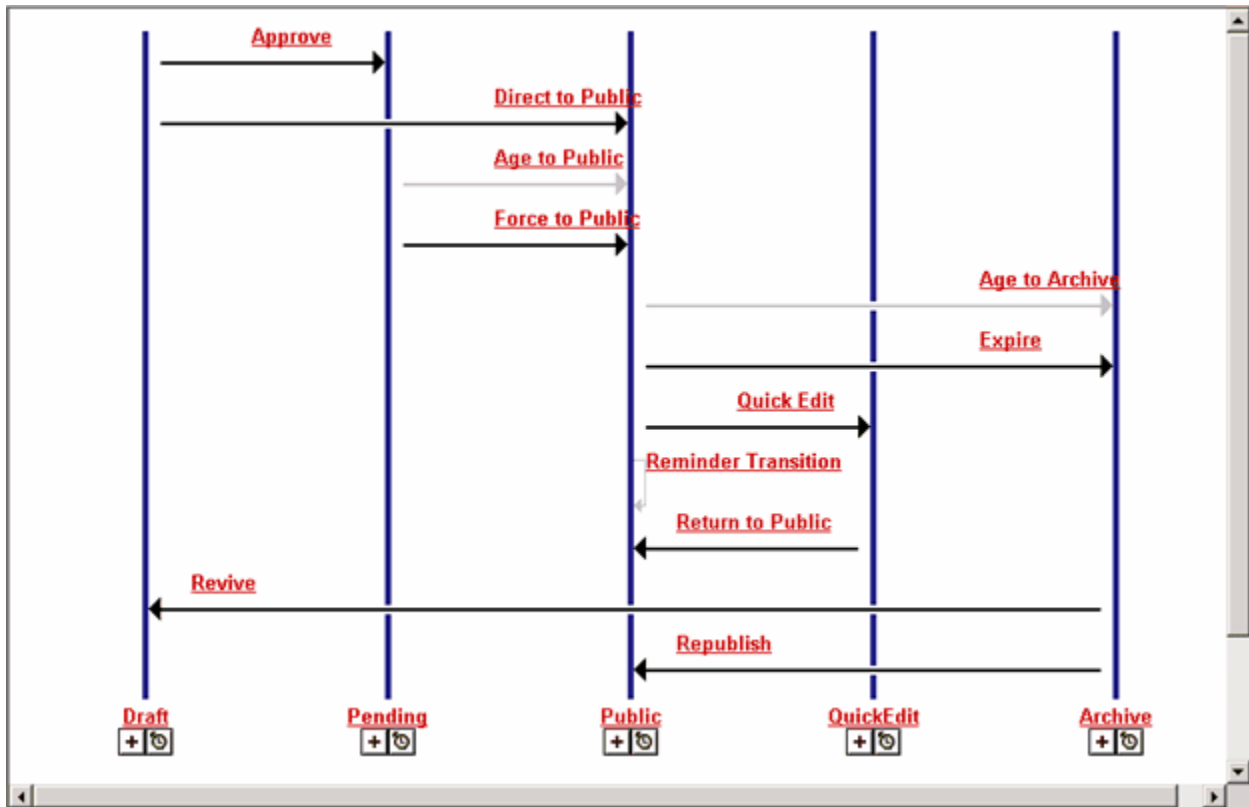 Approve
Direct to Public
Age to Public
Force to Public
Age to Archive
Expire
Quick Edit
Reminder Transition
Return to Public
Revive
Republish
Draft Pending Public QuickEdit Archive